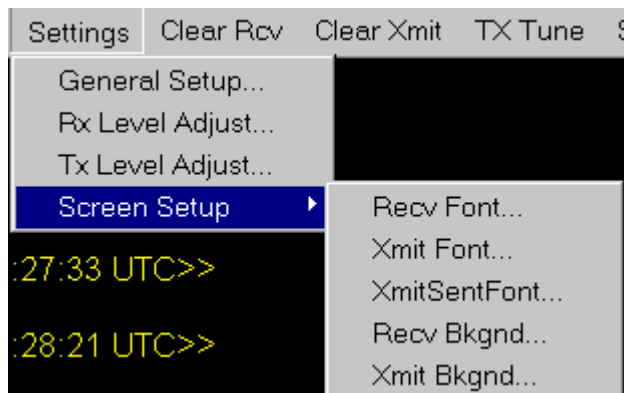 Settings Clear Rcv Clear Xmit TX Tune
General Setup...
Rx Level Adjust...
Tx Level Adjust...
Screen Setup
Recv Font...
Xmit Font...
XmitSentFont...
Recv Bkgnd...
Xmit Bkgnd...
:27:33 UTC>>
:28:21 UTC>>